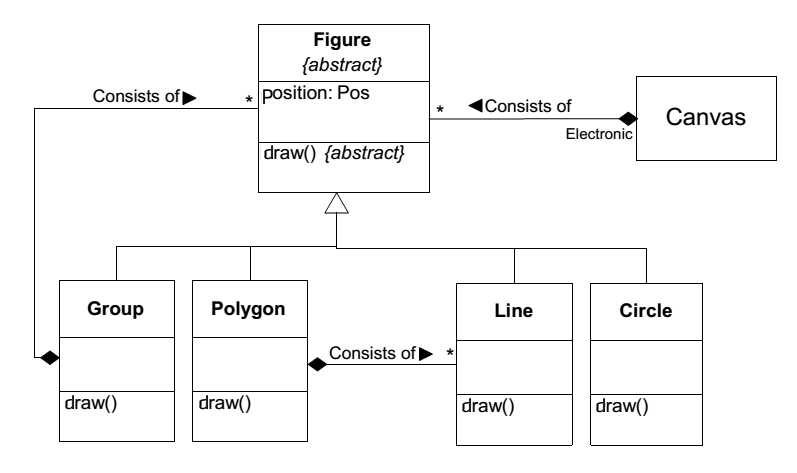 Figure
{abstract}
position: Pos
draw() {abstract}
Consists of ▶
*
*
◀ Consists of
Electronic
Canvas
Group
draw()
Polygon
draw()
Consists of ▶
*
Line
draw()
Circle
draw()